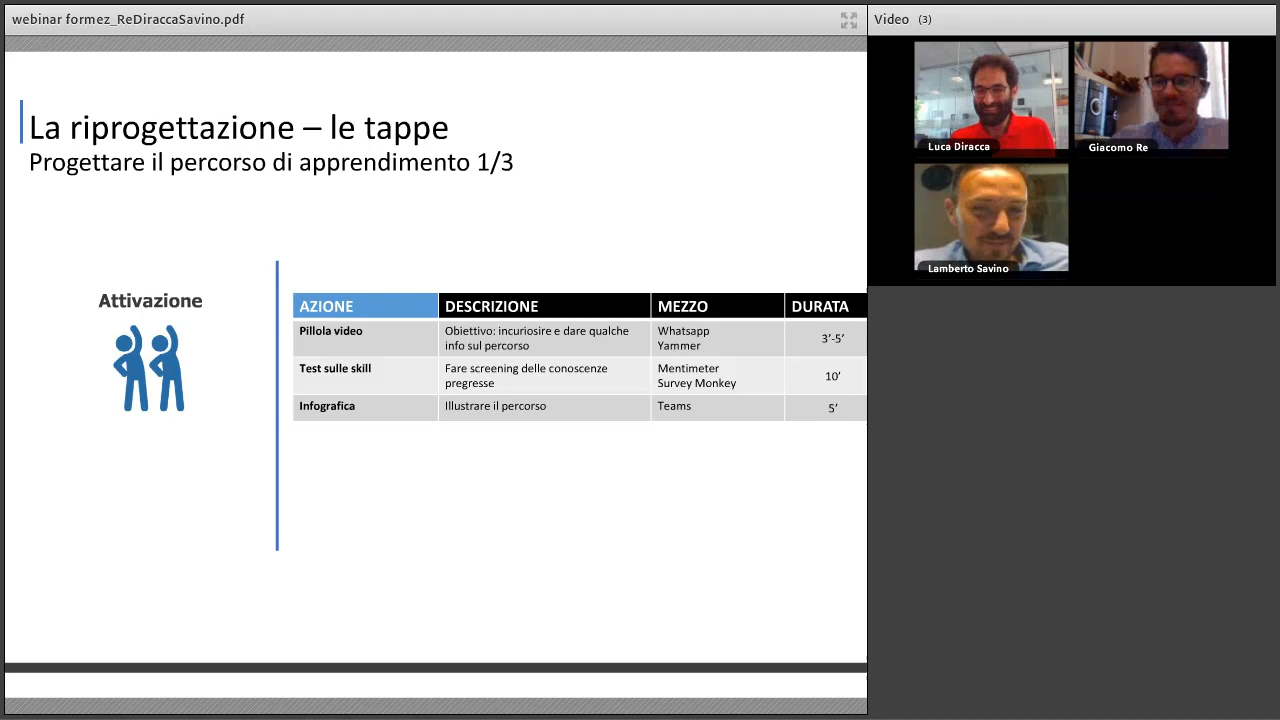 webinar formez_ReDiraccaSavino.pdf
Video (3)
La riprogettazione – le tappe
Progettare il percorso di apprendimento 1/3
Attivazione
AZIONE DESCRIZIONE MEZZO DURATA
Pillola video Obiettivo: incuriosire e dare qualche Whatsapp 3’-5’
info sul percorso Yammer
Test sulle skill Fare screening delle conoscenze Mentimeter 10’
pregresse Survey Monkey
Infografica Illustrare il percorso Teams 5’
Luca Diracca
Giacomo Re
Lamberto Savino